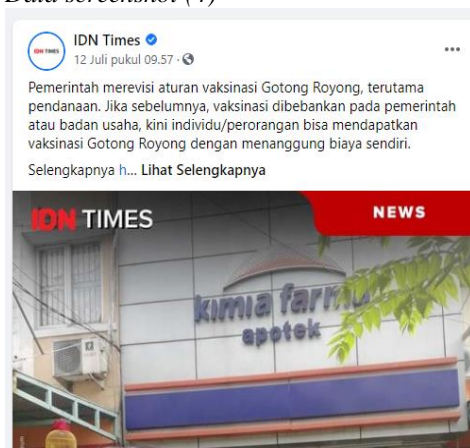 Data screenshot (4)
IDN TIMES
IDN Times
12 Juli pukul 09.57 ·
Pemerintah merevisi aturan vaksinasi Gotong Royong, terutama
pendanaan. Jika sebelumnya, vaksinasi dibebankan pada pemerintah
atau badan usaha, kini individu/perorangan bisa mendapatkan
vaksinasi Gotong Royong dengan menanggung biaya sendiri.
Selengkapnya h... Lihat Selengkapnya
IDN TIMES
NEWS
kimia farma
apotek